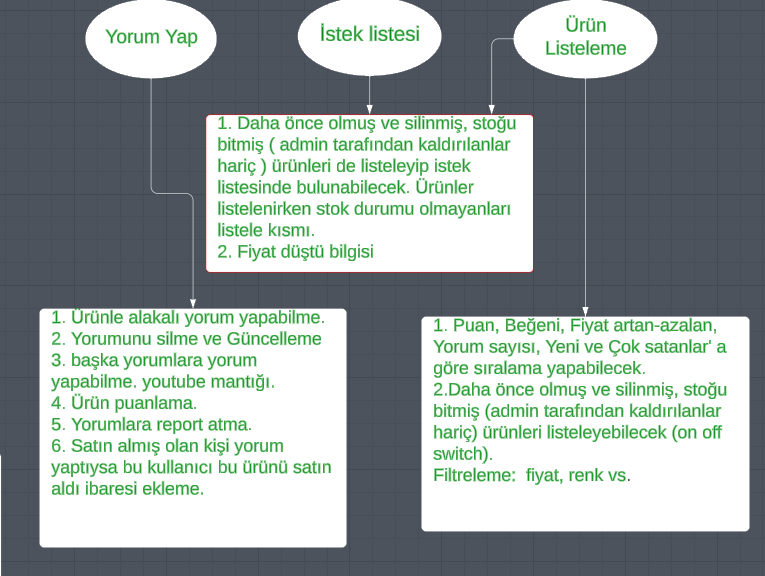 Yorum Yap
İstek listesi
Ürün
Listeleme
1. Daha önce olmuş ve silinmiş, stoğu
bitmiş ( admin tarafından kaldırılanlar
hariç ) ürünleri de listeleyip istek
listesinde bulunabilecek. Ürünler
listelenirken stok durumu olmayanları
listele kısmı.
2. Fiyat düştü bilgisi
1. Ürünle alakalı yorum yapabilme.
2. Yorumunu silme ve Güncelleme
3. başka yorumlara yorum
yapabilme. youtube mantığı.
4. Ürün puanlama.
5. Yorumlara report atma.
6. Satın almış olan kişi yorum
yaptıysa bu kullanıcı bu ürünü satın
aldı ibaresi ekleme.
1. Puan, Beğeni, Fiyat artan-azalan,
Yorum sayısı, Yeni ve Çok satanlar' a
göre sıralama yapabilecek.
2.Daha önce olmuş ve silinmiş, stoğu
bitmiş (admin tarafından kaldırılanlar
hariç) ürünleri listeleyebilecek (on off
switch).
Filtreleme:  fiyat, renk vs.